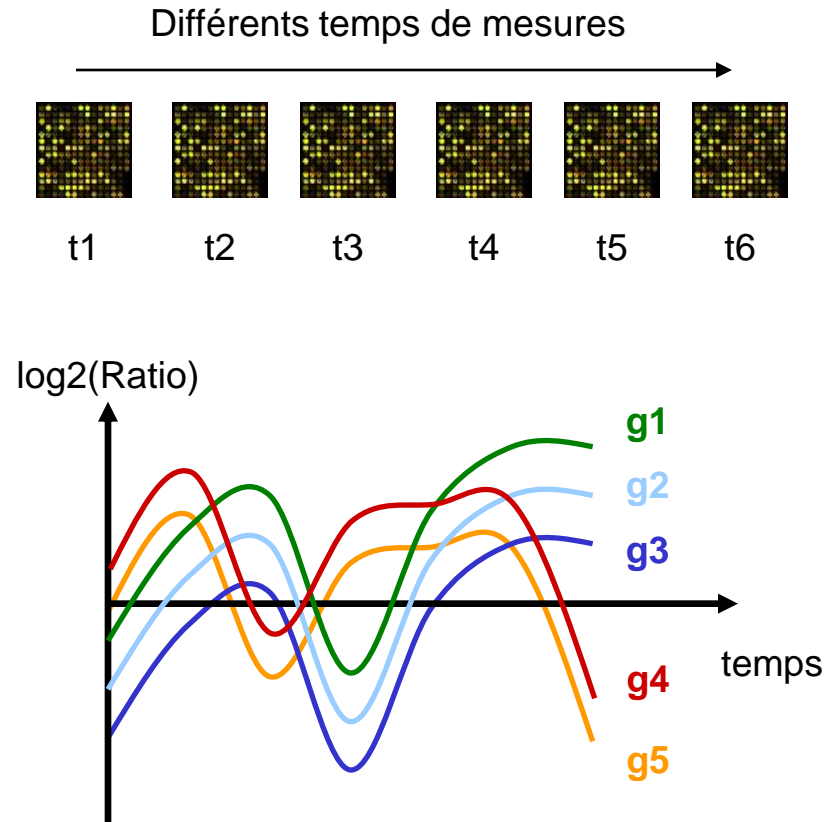 Différents temps de mesures
t1 t2 t3 t4 t5 t6
log2(Ratio)
g1
g2
g3
temps
g4
g5